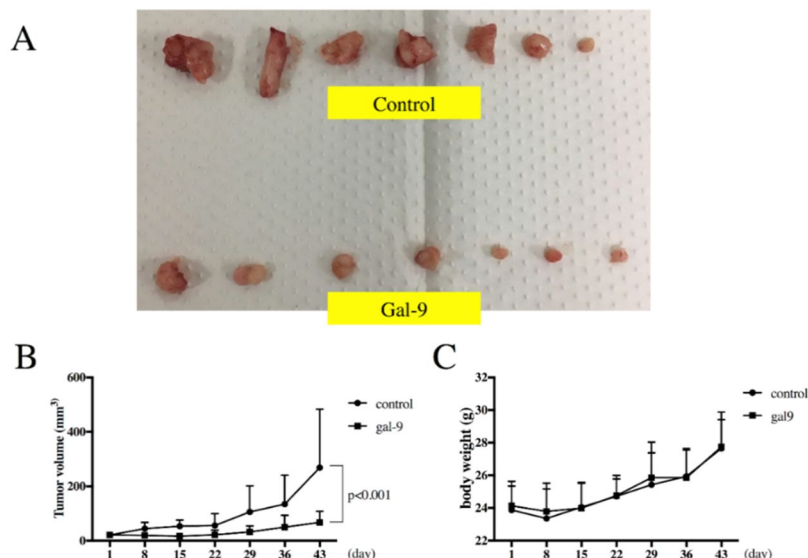 A
Control
Gal-9
B
600
400
200
0
Tumor volume (mm³)
1 8 15 22 29 36 43 (day)
control
gal-9
p<0.001
C
32
30
28
26
24
22
body weight (g)
1 8 15 22 29 36 43 (day)
control
gal9